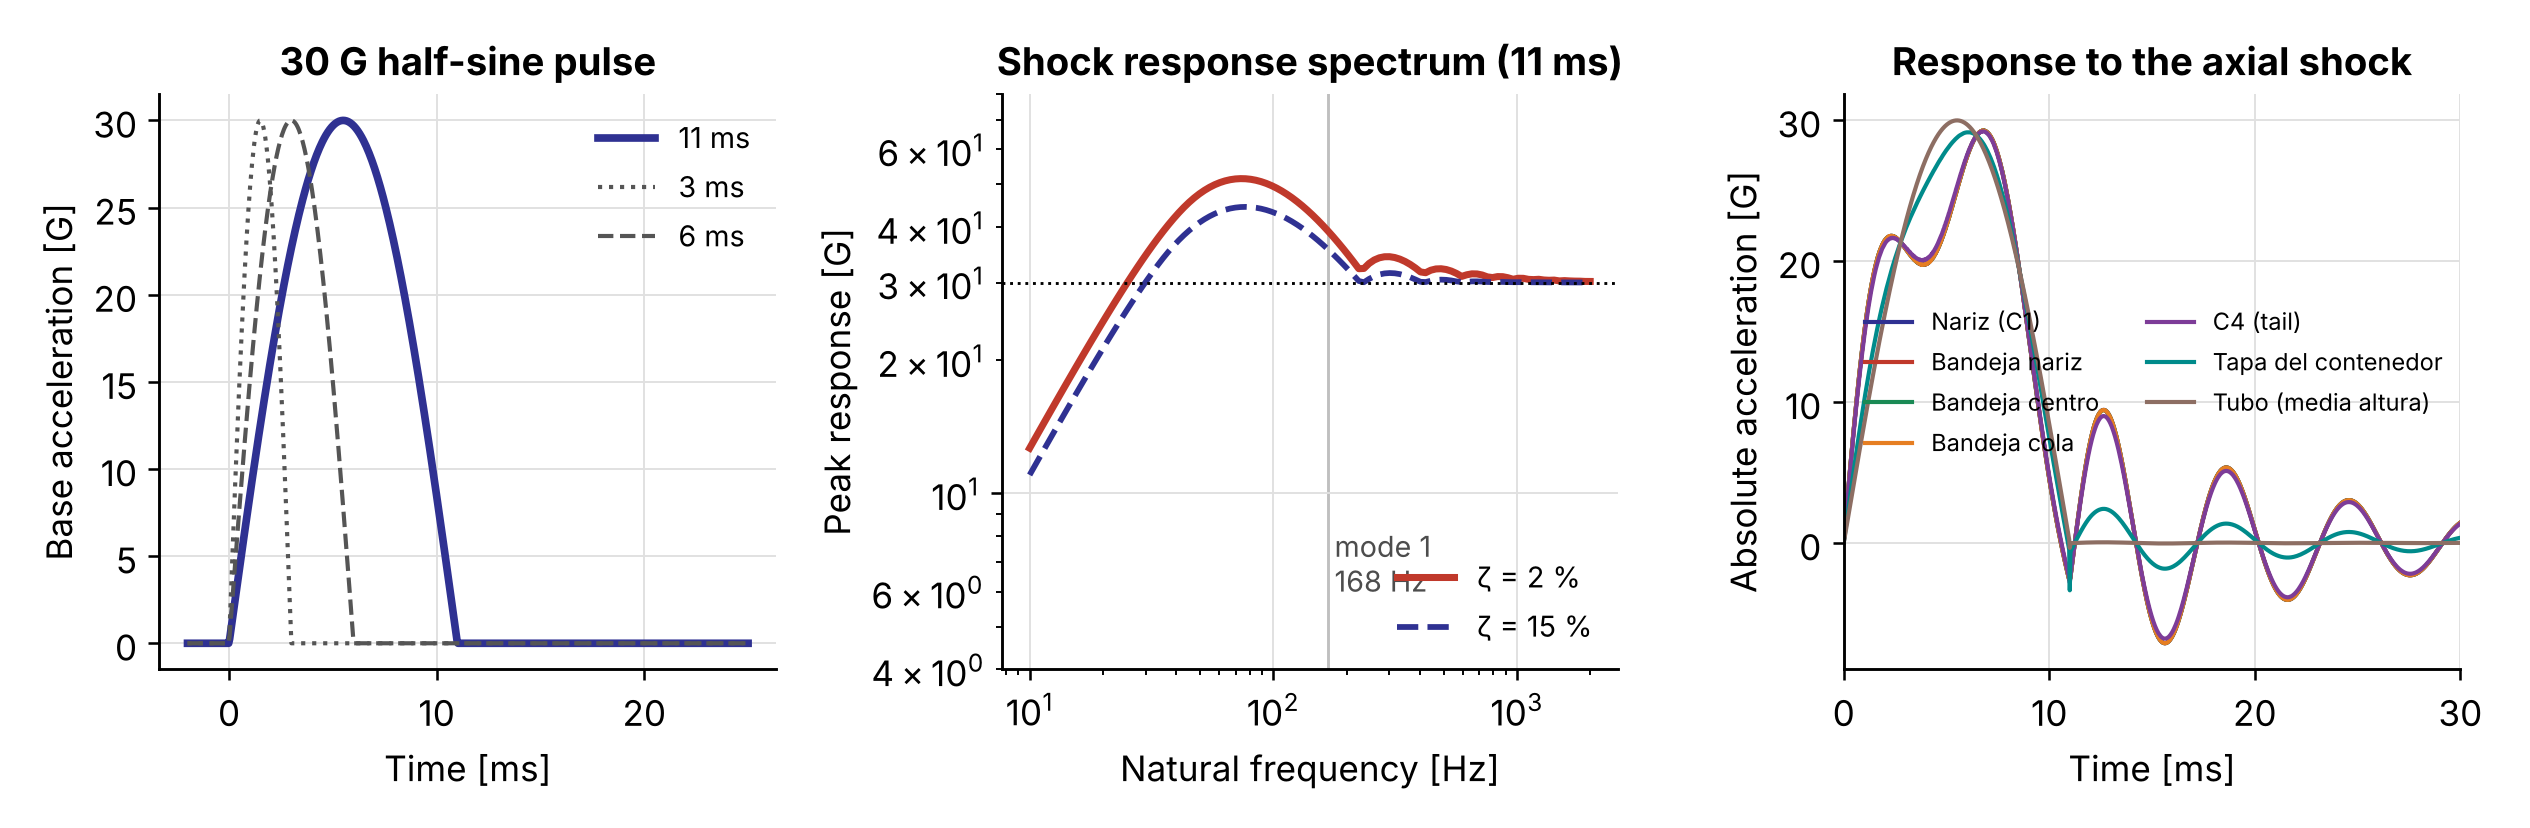 30 G half-sine pulse
Base acceleration [G]
30
25
20
15
10
5
0
0
10
20
Time [ms]
11 ms
3 ms
6 ms
Shock response spectrum (11 ms)
Peak response [G]
6 × 10¹
4 × 10¹
3 × 10¹
2 × 10¹
10¹
6 × 10⁰
4 × 10⁰
10¹
10²
10³
Natural frequency [Hz]
mode 1
168 Hz
ζ = 2 %
ζ = 15 %
Response to the axial shock
Absolute acceleration [G]
30
20
10
0
0
10
20
30
Time [ms]
Nariz (C1)
Bandeja nariz
Bandeja centro
Bandeja cola
C4 (tail)
Tapa del contenedor
Tubo (media altura)